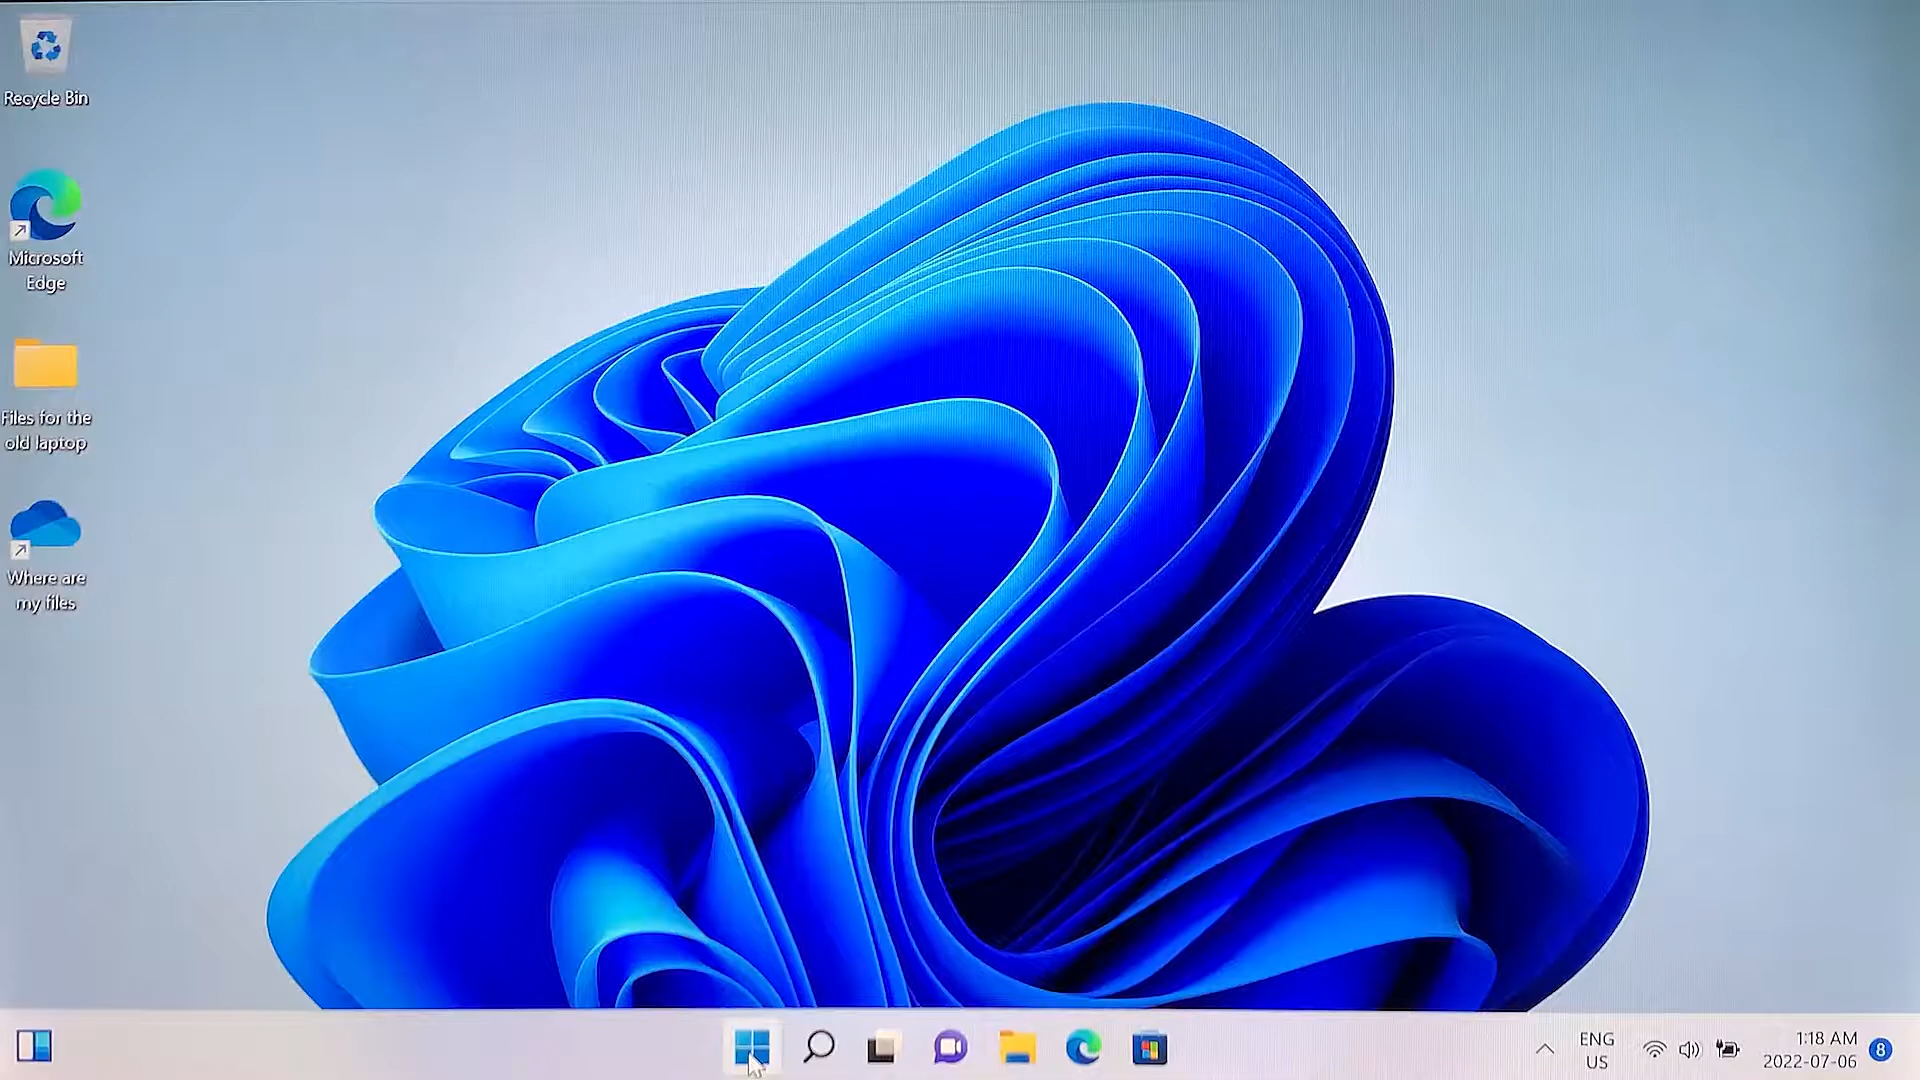 Recycle Bin
Microsoft
Edge
Files for the
old laptop
Where are
my files
ENG
US
1:18 AM
2022-07-06
8